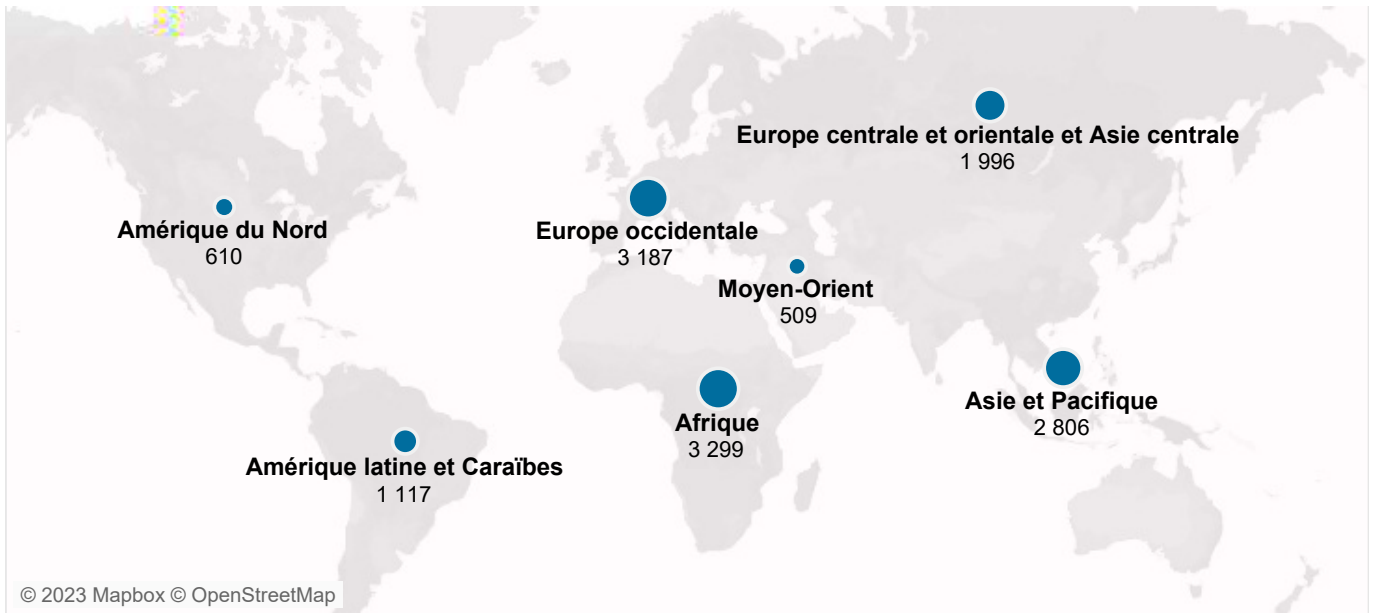 Europe centrale et orientale et Asie centrale
1 996
Amérique du Nord
610
Europe occidentale
3 187
Moyen-Orient
509
Asie et Pacifique
2 806
Afrique
3 299
Amérique latine et Caraïbes
1 117
© 2023 Mapbox © OpenStreetMap